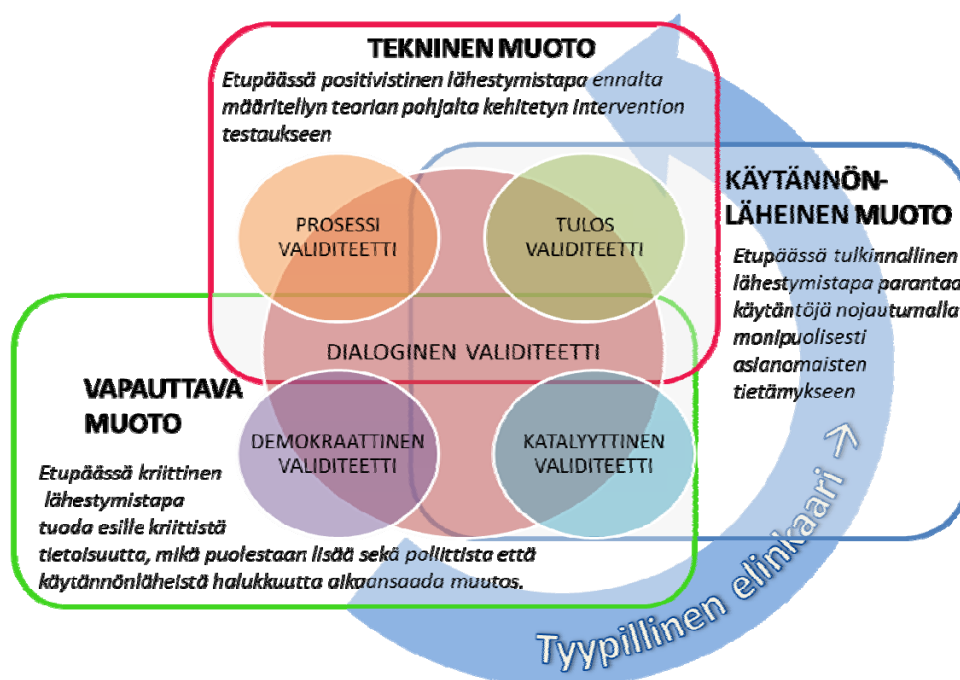 TEKNINEN MUOTO
Etupäässä positivistinen lähestymistapa ennalta
määritellyn teorian pohjalta kehitetyn intervention
testaukseen
KÄYTÄNNÖN-
LÄHEINEN MUOTO
Etupäässä tulkinnallinen
lähestymistapa parantaa
käytäntöjä nojautumalla
monipuolisesti
asianomaisten
tietämykseen
PROSESSI
VALIDITEETTI
TULOS
VALIDITEETTI
DIALOGINEN VALIDITEETTI
VAPAUTTAVA
MUOTO
DEMOKRAATTINEN
VALIDITEETTI
KATALYYTTINEN
VALIDITEETTI
Etupäässä kriittinen
lähestymistapa
tuoda esille kriittistä
tietoisuutta, mikä puolestaan lisää sekä poliittista että
käytännönläheistä halukkuutta aikaansaada muutos.
Tyypillinen elinkaari →